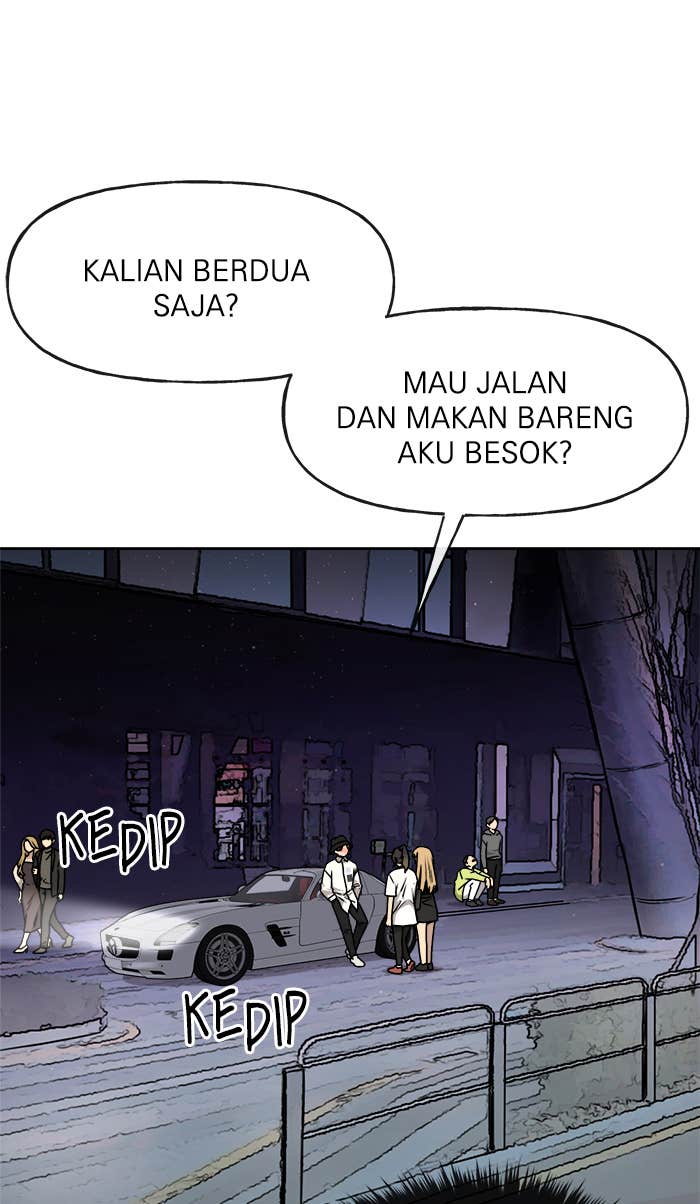 KALIAN BERDUA
SAJA?
MAU JALAN
DAN MAKAN BARENG
AKU BESOK?
KEDIP
KEDIP